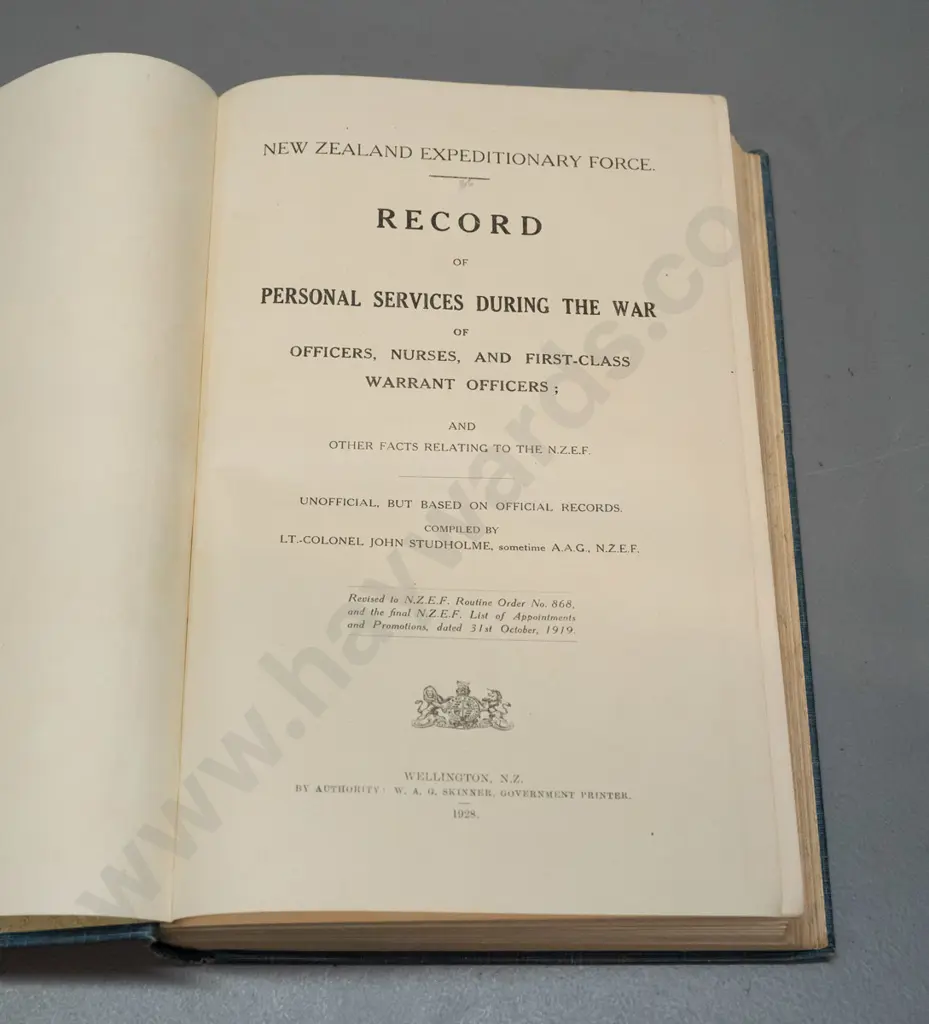 NEW ZEALAND EXPEDITIONARY FORCE.
RECORD
OF
PERSONAL SERVICES DURING THE WAR
OF
OFFICERS, NURSES, AND FIRST-CLASS
WARRANT OFFICERS;
AND
OTHER FACTS RELATING TO THE N.Z.E.F.
UNOFFICIAL, BUT BASED ON OFFICIAL RECORDS.
COMPILED BY
LT.-COLONEL JOHN STUDHOLME, sometime A.A.G., N.Z.E.F.
Revised to N.Z.E.F. Routine Order No. 868,
and the final N.Z.E.F. List of Appointments
and Promotions, dated 31st October, 1919.
WELLINGTON, N.Z.
BY AUTHORITY: W. A. G. SKINNER, GOVERNMENT PRINTER.
1928.
www.haywards.co